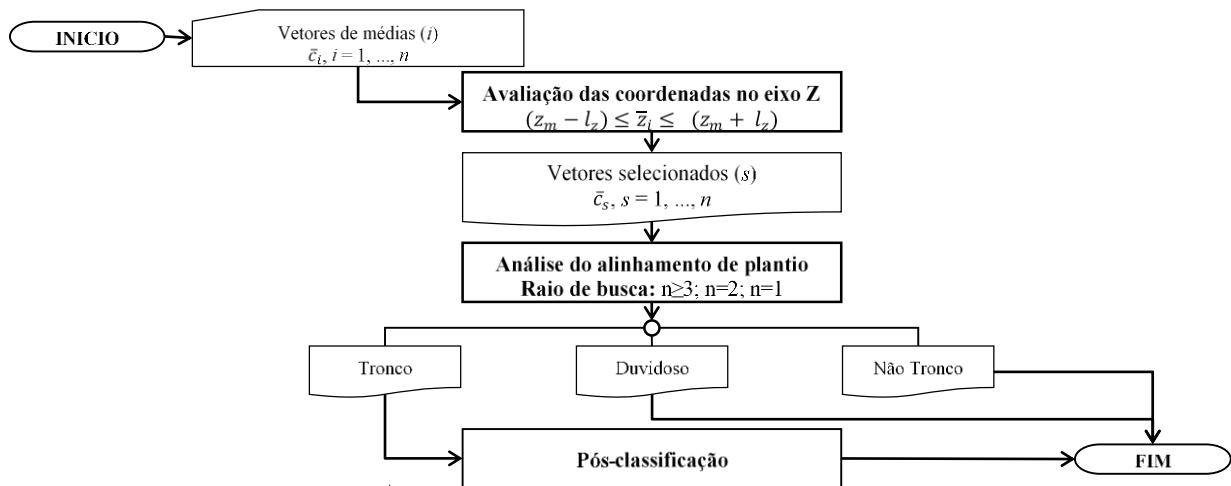 INICIO
Vetores de médias (i)
c̄ᵢ, i = 1, ..., n
Avaliação das coordenadas no eixo Z
(zₘ − l_z) ≤ z̄ᵢ ≤ (zₘ + l_z)
Vetores selecionados (s)
c̄ₛ, s = 1, ..., n
Análise do alinhamento de plantio
Raio de busca: n≥3; n=2; n=1
Tronco
Duvidoso
Não Tronco
Pós-classificação
FIM